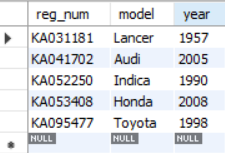 reg_num model year
KA031181 Lancer 1957
KA041702 Audi 2005
KA052250 Indica 1990
KA053408 Honda 2008
KA095477 Toyota 1998
NULL NULL NULL